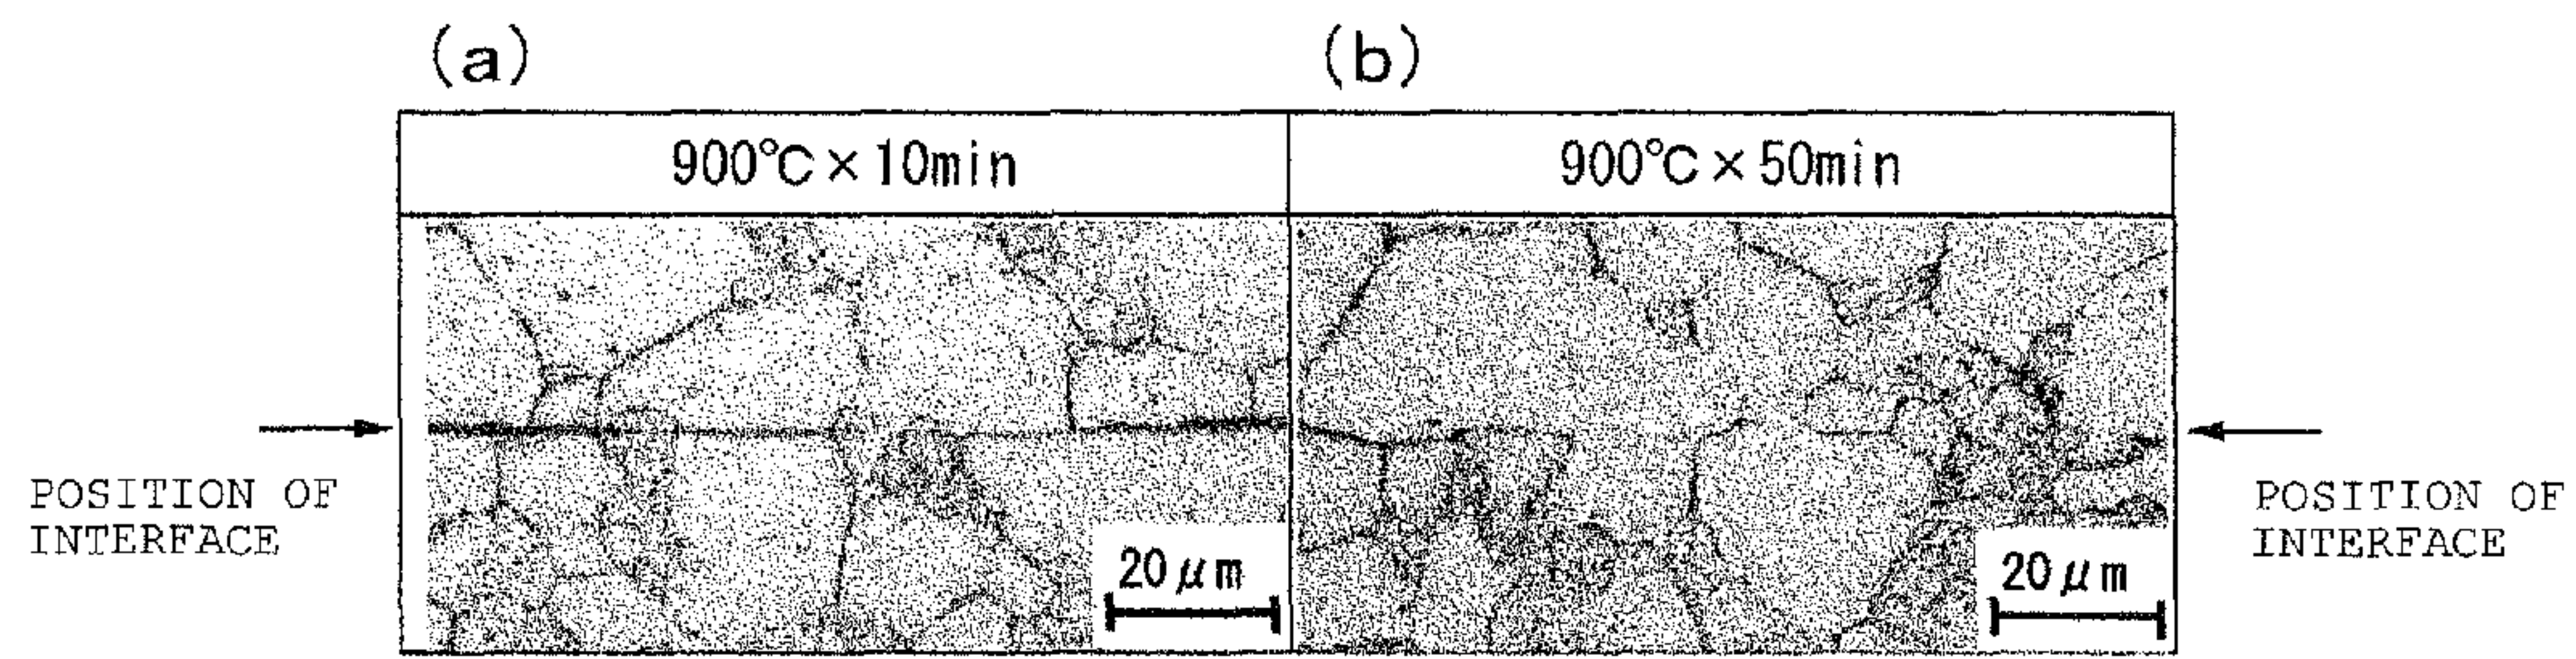 (a)
(b)
900℃×10min
900℃×50min
POSITION OF
INTERFACE
20μm
20μm
POSITION OF
INTERFACE